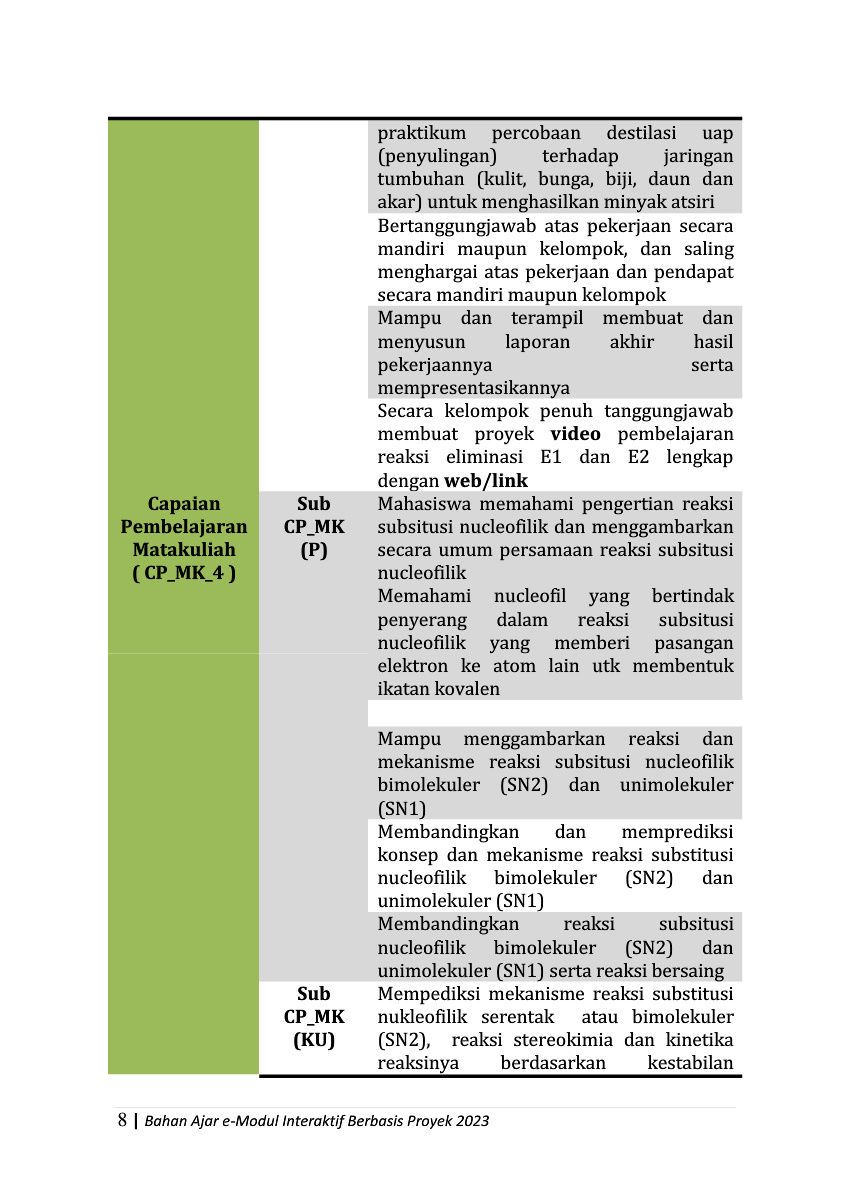 praktikum percobaan destilasi uap
(penyulingan) terhadap jaringan
tumbuhan (kulit, bunga, biji, daun dan
akar) untuk menghasilkan minyak atsiri
Bertanggungjawab atas pekerjaan secara
mandiri maupun kelompok, dan saling
menghargai atas pekerjaan dan pendapat
secara mandiri maupun kelompok
Mampu dan terampil membuat dan
menyusun laporan akhir hasil
pekerjaannya serta
mempresentasikannya
Secara kelompok penuh tanggungjawab
membuat proyek video pembelajaran
reaksi eliminasi E1 dan E2 lengkap
dengan web/link
Capaian
Pembelajaran
Matakuliah
( CP_MK_4 )
Sub
CP_MK
(P)
Mahasiswa memahami pengertian reaksi
subsitusi nucleofilik dan menggambarkan
secara umum persamaan reaksi subsitusi
nucleofilik
Memahami nucleofil yang bertindak
penyerang dalam reaksi subsitusi
nucleofilik yang memberi pasangan
elektron ke atom lain utk membentuk
ikatan kovalen
Mampu menggambarkan reaksi dan
mekanisme reaksi subsitusi nucleofilik
bimolekuler (SN2) dan unimolekuler
(SN1)
Membandingkan dan memprediksi
konsep dan mekanisme reaksi substitusi
nucleofilik bimolekuler (SN2) dan
unimolekuler (SN1)
Membandingkan reaksi subsitusi
nucleofilik bimolekuler (SN2) dan
unimolekuler (SN1) serta reaksi bersaing
Sub
CP_MK
(KU)
Mempediksi mekanisme reaksi substitusi
nukleofilik serentak atau bimolekuler
(SN2), reaksi stereokimia dan kinetika
reaksinya berdasarkan kestabilan
8 | Bahan Ajar e-Modul Interaktif Berbasis Proyek 2023